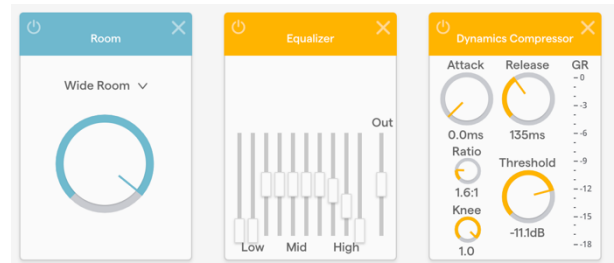 Room
Wide Room
Equalizer
Out
Low Mid High
Dynamics Compressor
Attack Release GR
0.0ms 135ms
Ratio
1.6:1
Threshold
-11.1dB
Knee
1.0
-0
-3
-6
-9
-12
-15
-18